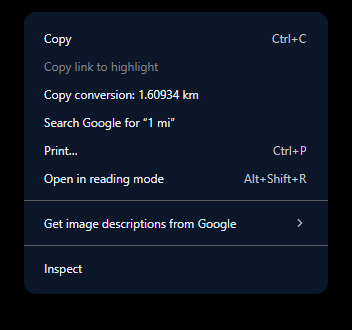 Copy Ctrl+C
Copy link to highlight
Copy conversion: 1.60934 km
Search Google for “1 mi”
Print... Ctrl+P
Open in reading mode Alt+Shift+R
Get image descriptions from Google
Inspect